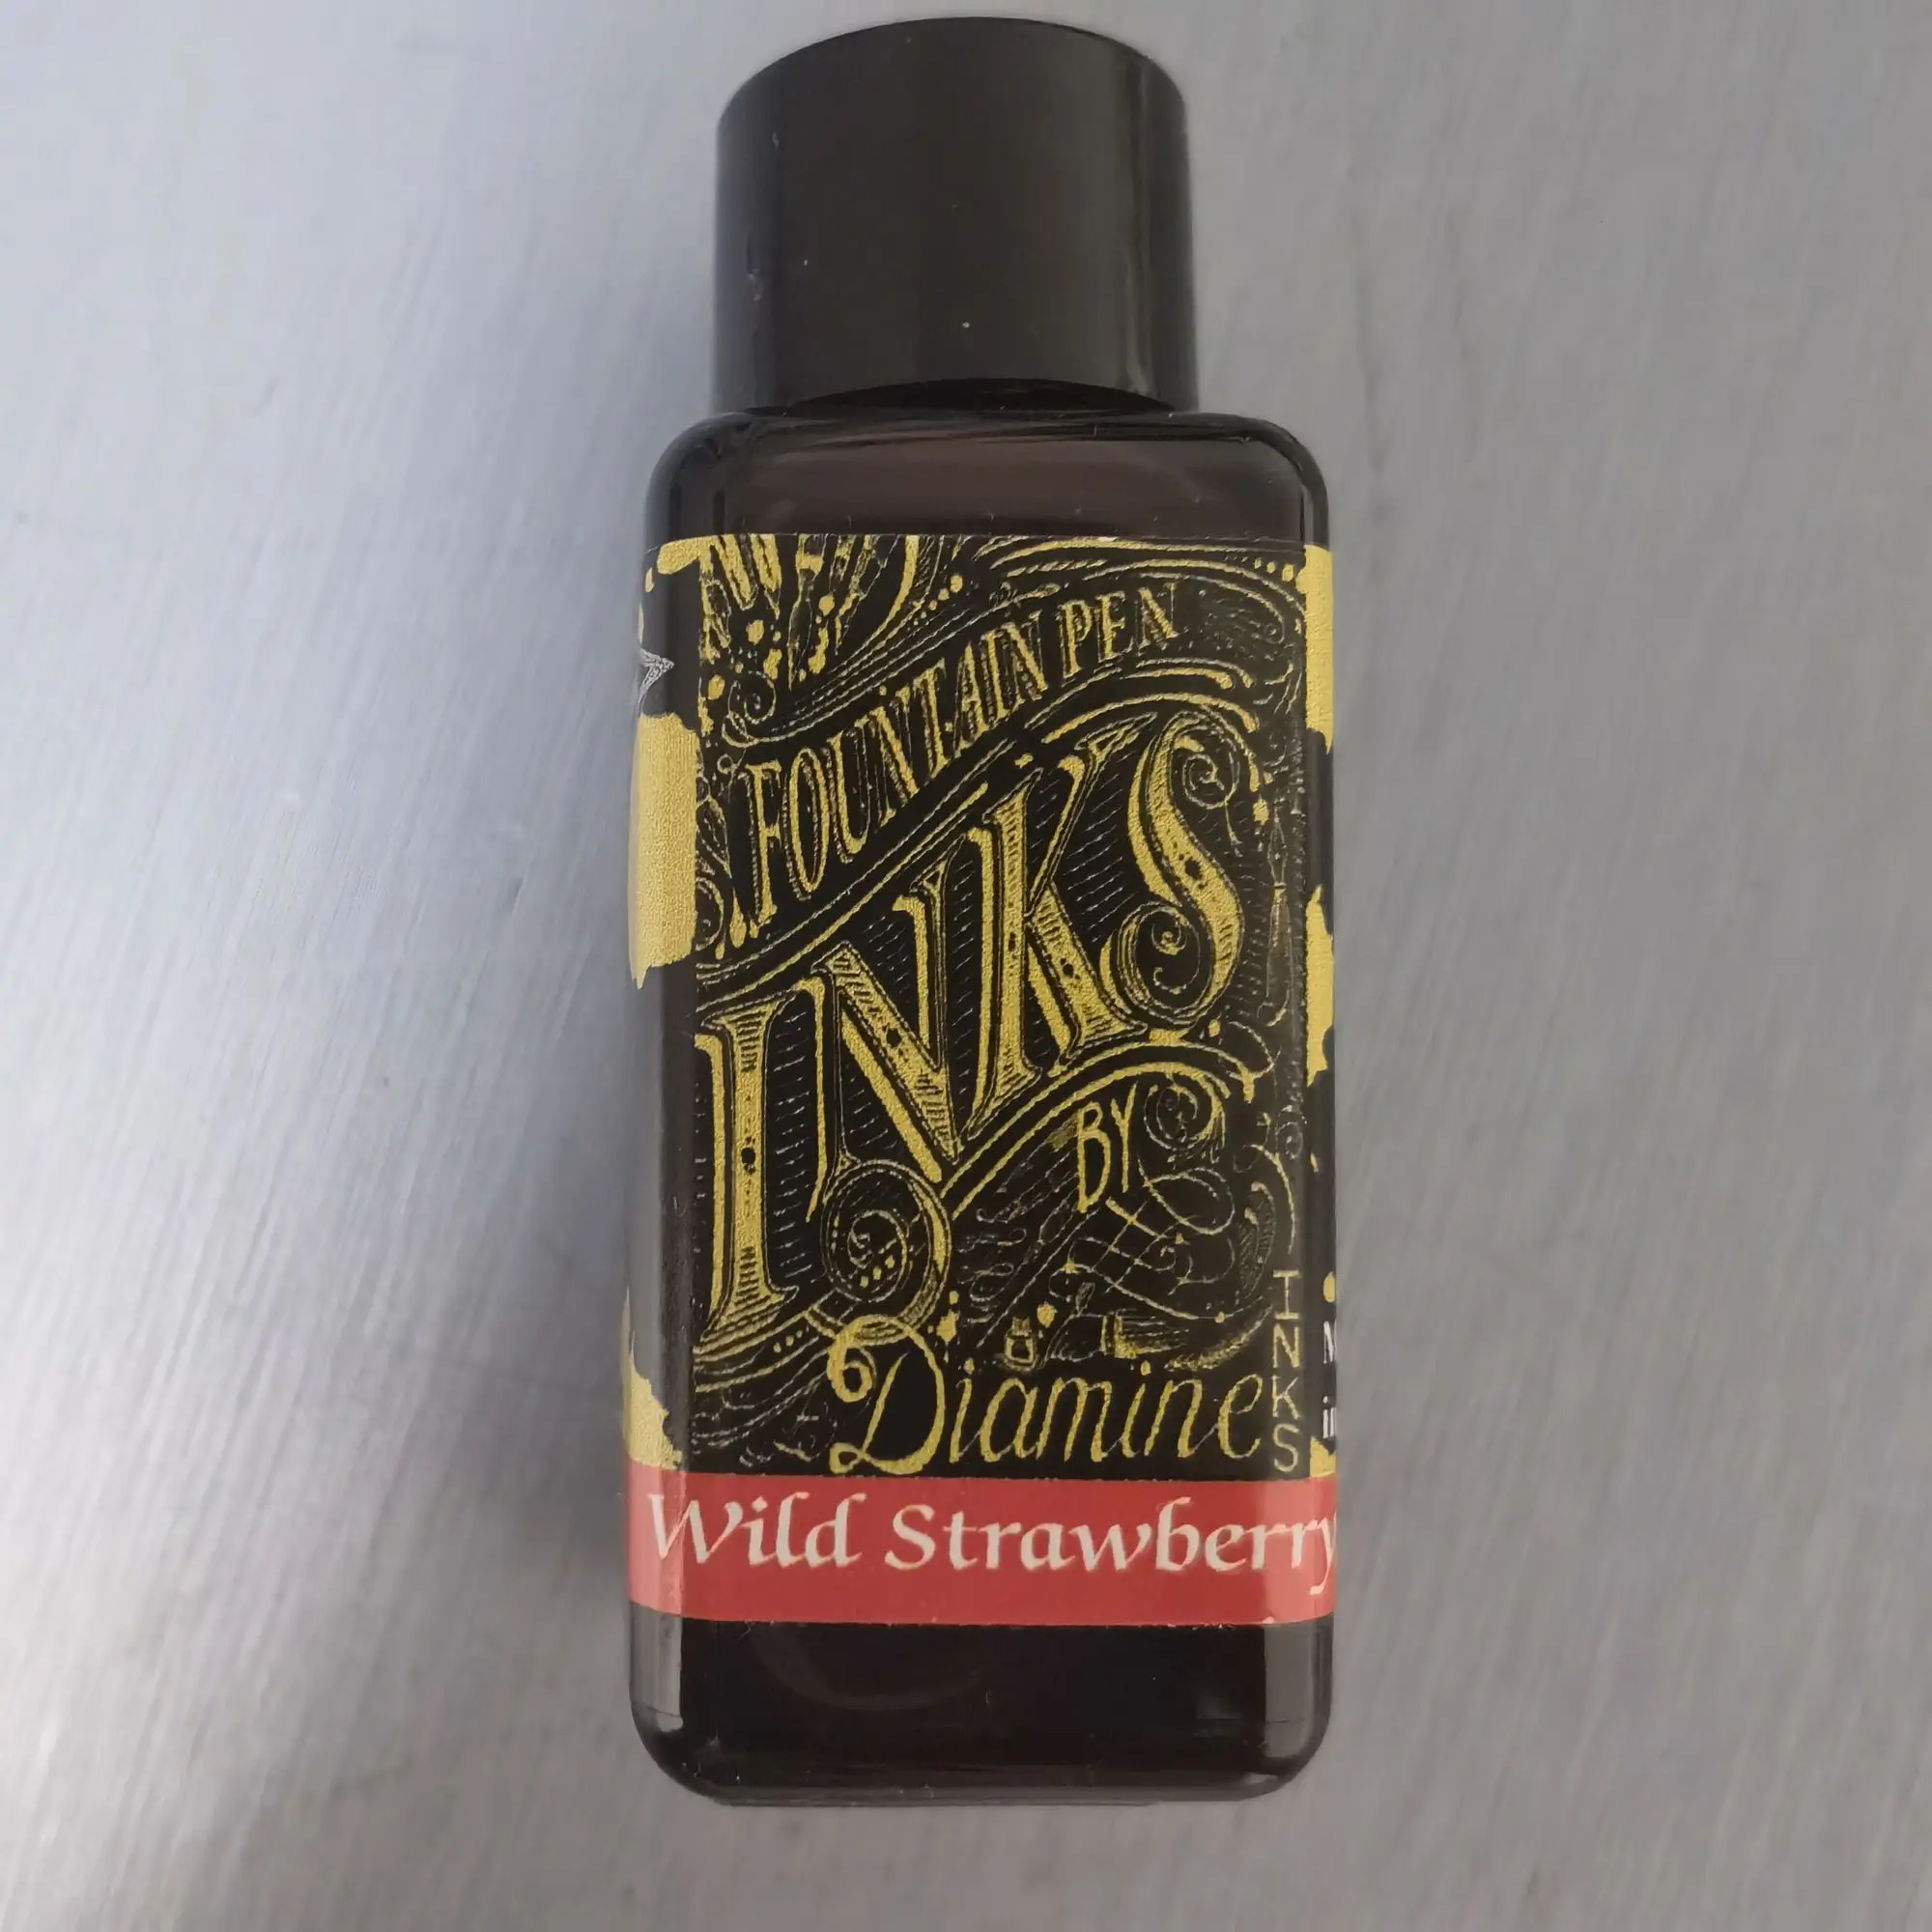 FOUNTAIN PEN
INKS
BY
Diamine
INKS
Wild Strawberry